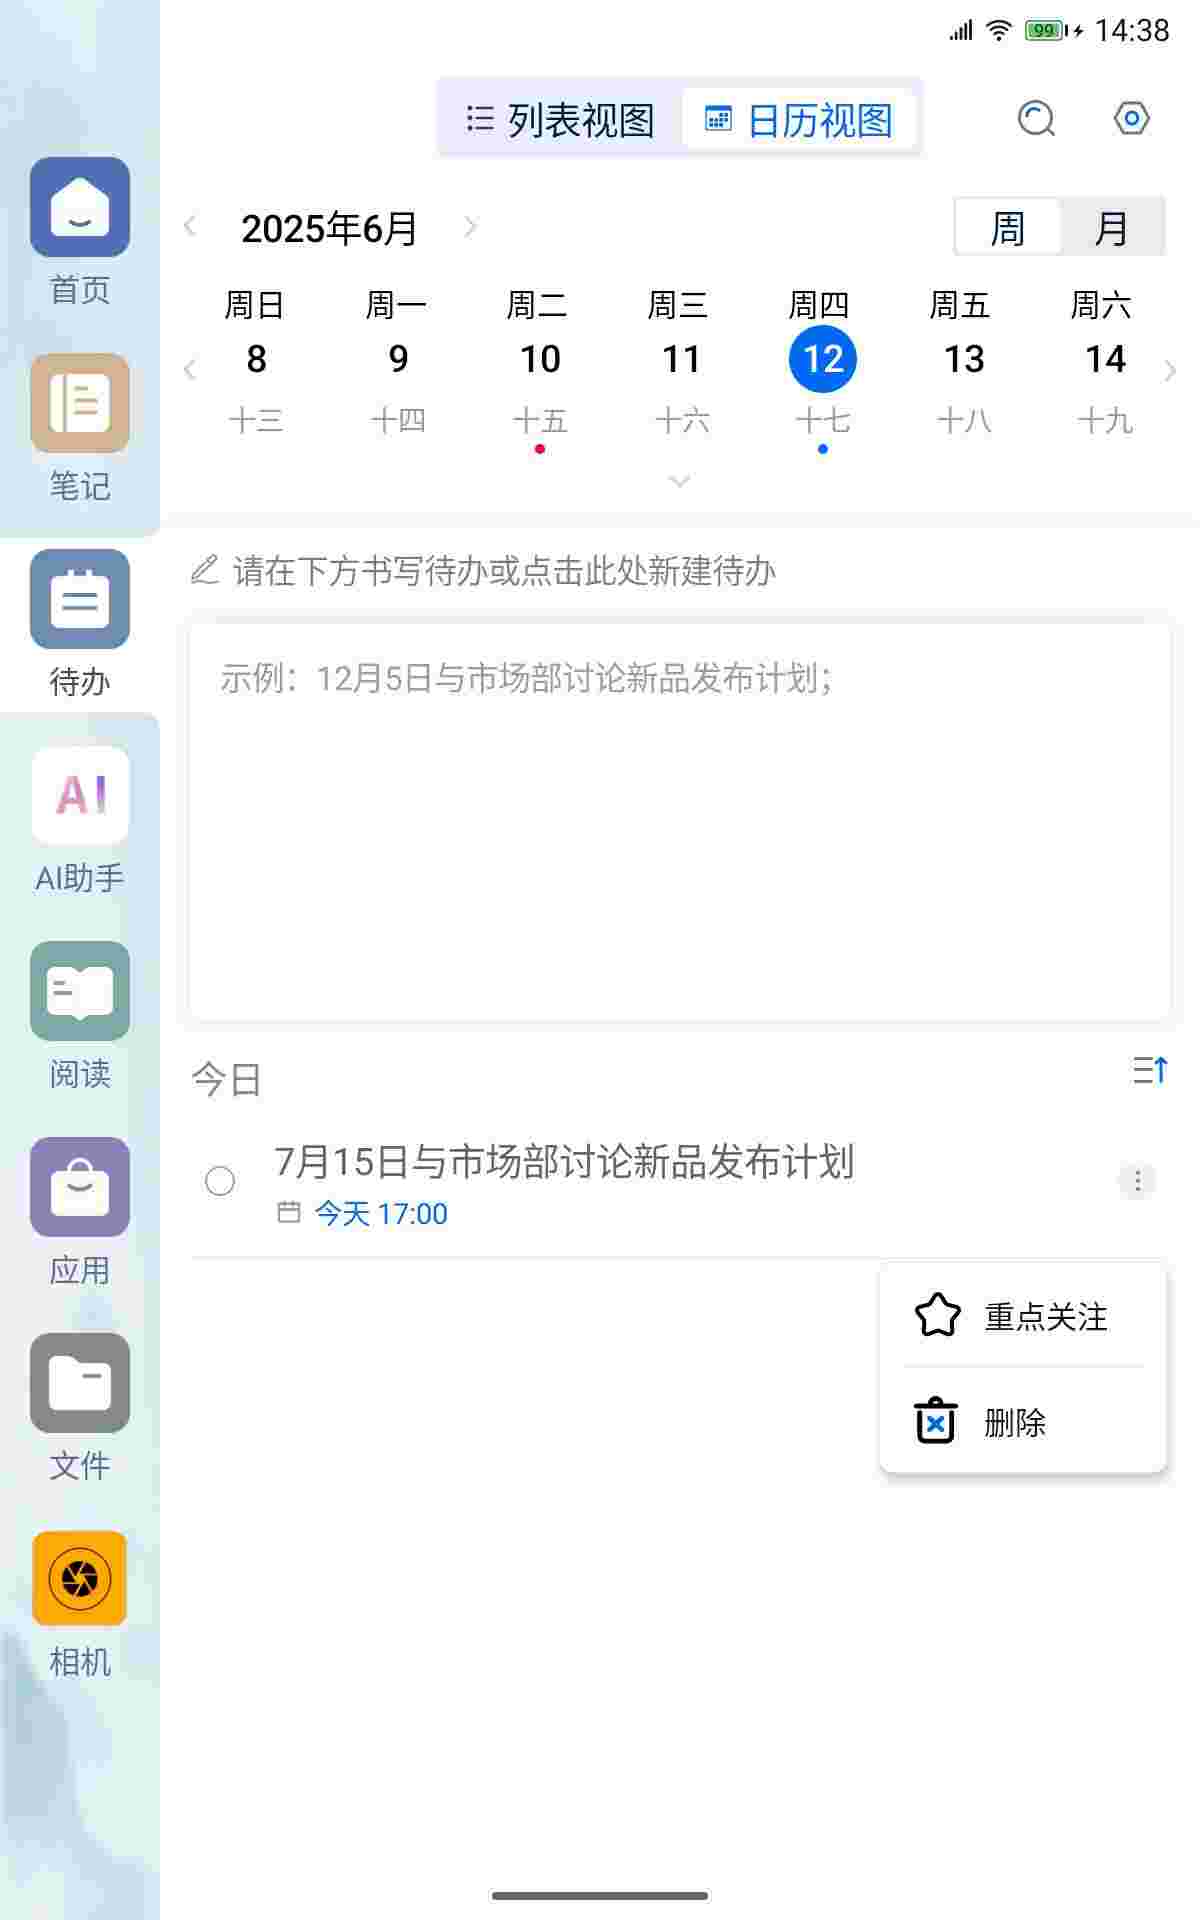 99 14:38
列表视图 日历视图
2025年6月 周 月
周日 周一 周二 周三 周四 周五 周六
8 9 10 11 12 13 14
十三 十四 十五 十六 十七 十八 十九
请在下方书写待办或点击此处新建待办
示例：12月5日与市场部讨论新品发布计划；
今日
7月15日与市场部讨论新品发布计划
今天 17:00
重点关注
删除
首页
笔记
待办
AI
AI助手
阅读
应用
文件
相机